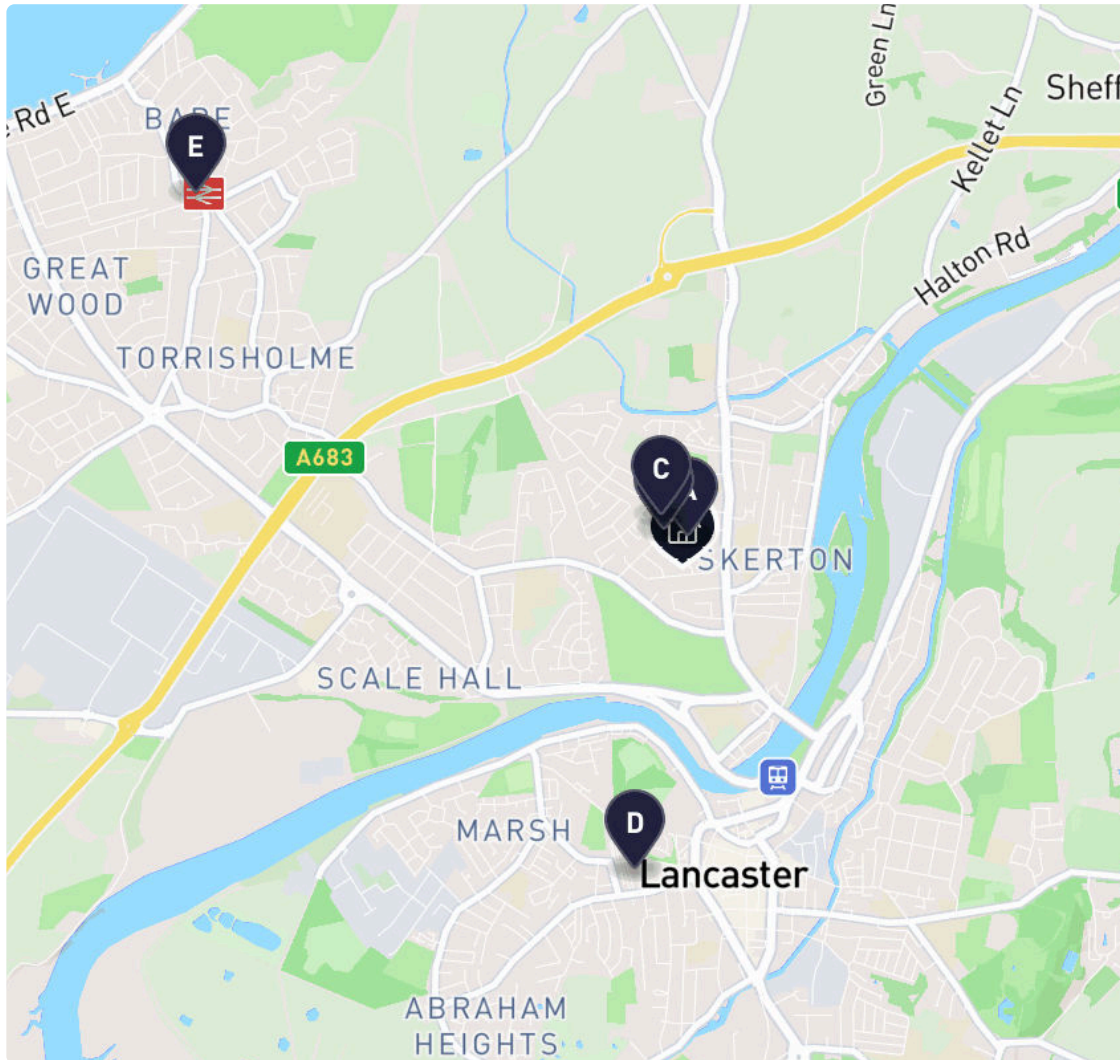 Green Ln
Sheff
Kellet Ln
e Rd E
BARE
E
Halton Rd
GREAT
WOOD
TORRISHOLME
A683
C
A
SKERTON
SCALE HALL
D
MARSH
Lancaster
ABRAHAM
HEIGHTS